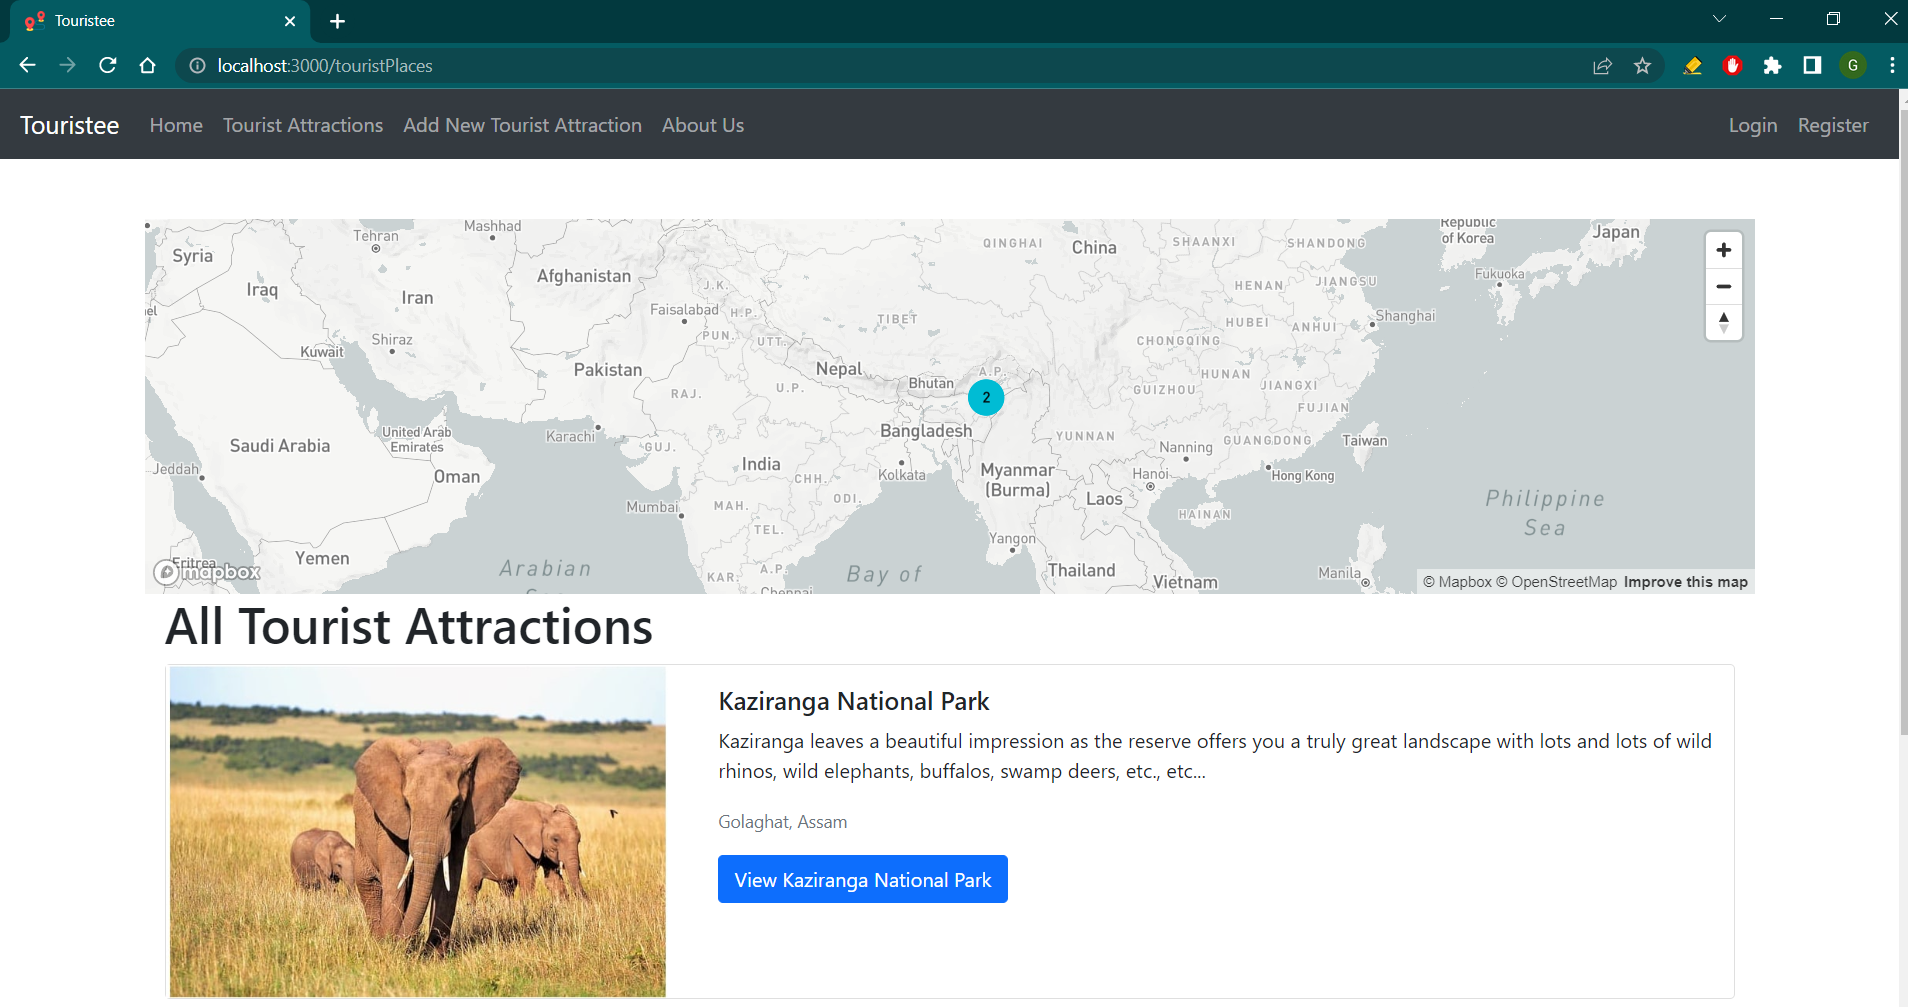 Touristee
localhost:3000/touristPlaces
G
Touristee Home Tourist Attractions Add New Tourist Attraction About Us Login Register
Mashhad
Tehran
Syria
Afghanistan
Iraq
Iran
QINGHAI
China
SHAANXI
SHANDONG
Republic
of Korea
Japan
Fukuoka
J.K.
HENAN
JIANGSU
Faisalabad
H.P.
TIBET
HUBEI
ANHUI
Shanghai
el
Shiraz
PUN.
UTT.
CHONGQING
Kuwait
Pakistan
Nepal
Bhutan
A.P.
HUNAN
JIANGXI
GUIZHOU
RAJ.
U.P.
2
FUJIAN
United Arab
Emirates
Karachi
Bangladesh
YUNNAN
Nanning
GUANGDONG
Taiwan
Saudi Arabia
GUJ.
India
Kolkata
Myanmar
(Burma)
Hanoi
Hong Kong
Jeddah
Oman
CHH.
Laos
Philippine
Sea
Mumbai
MAH.
ODI.
HAINAN
TEL.
Yangon
Yemen
Eritrea
Arabian
KAR.
A.P.
Bay of
Thailand
Vietnam
Manila
Chennai
mapbox
© Mapbox © OpenStreetMap Improve this map
All Tourist Attractions
Kaziranga National Park
Kaziranga leaves a beautiful impression as the reserve offers you a truly great landscape with lots and lots of wild
rhinos, wild elephants, buffalos, swamp deers, etc., etc...
Golaghat, Assam
View Kaziranga National Park